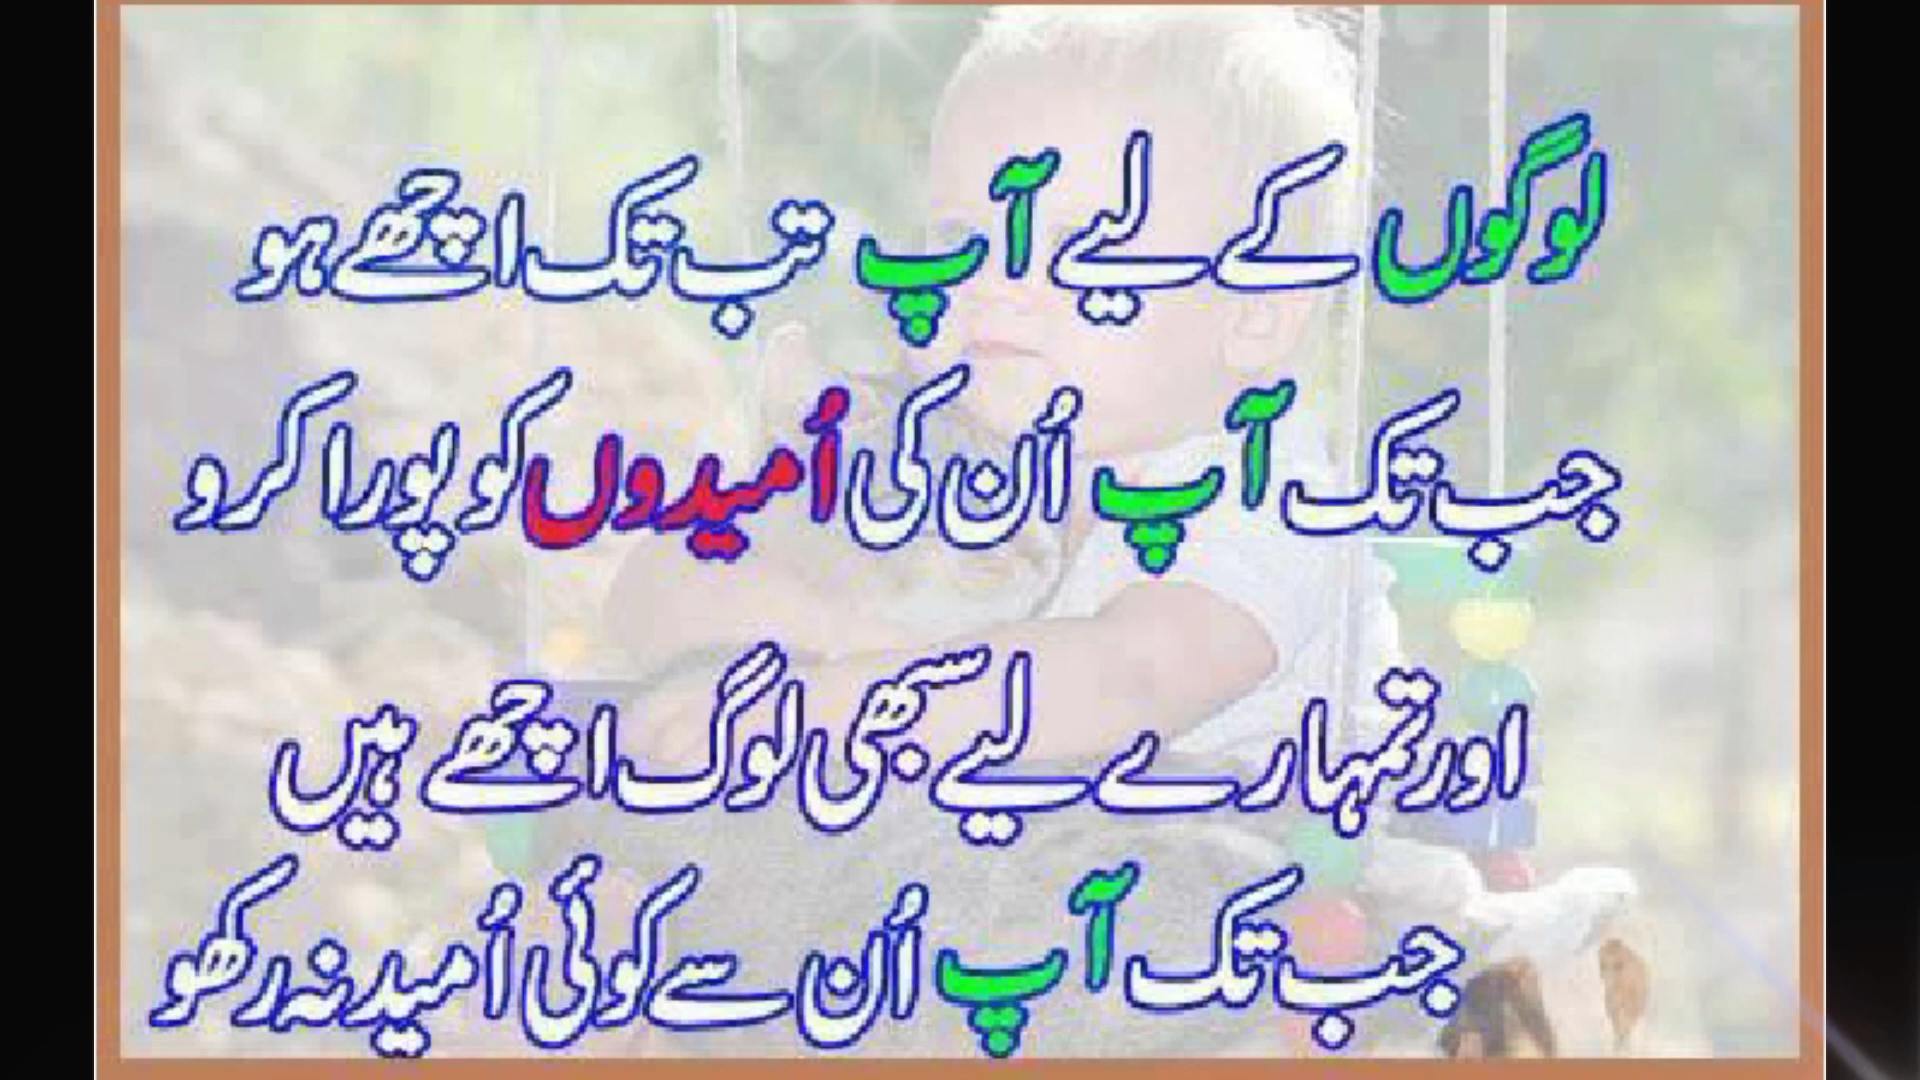 لوگوں کے لیے آپ تب تک اچھے ہو
جب تک آپ اُن کی اُمیدوں کو پورا کرو
اور تمہارے لیے سبھی لوگ اچھے ہیں
جب تک آپ اُن سے کوئی اُمید نہ رکھو